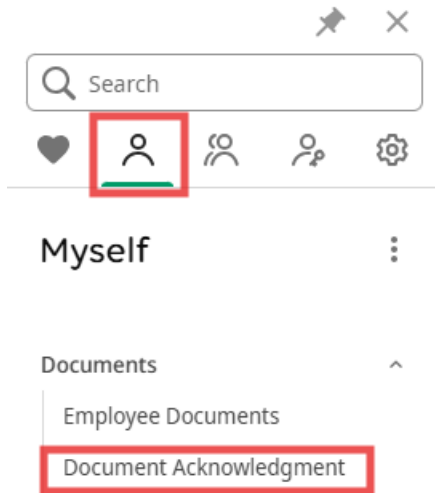 Search
Myself
Documents
Employee Documents
Document Acknowledgment